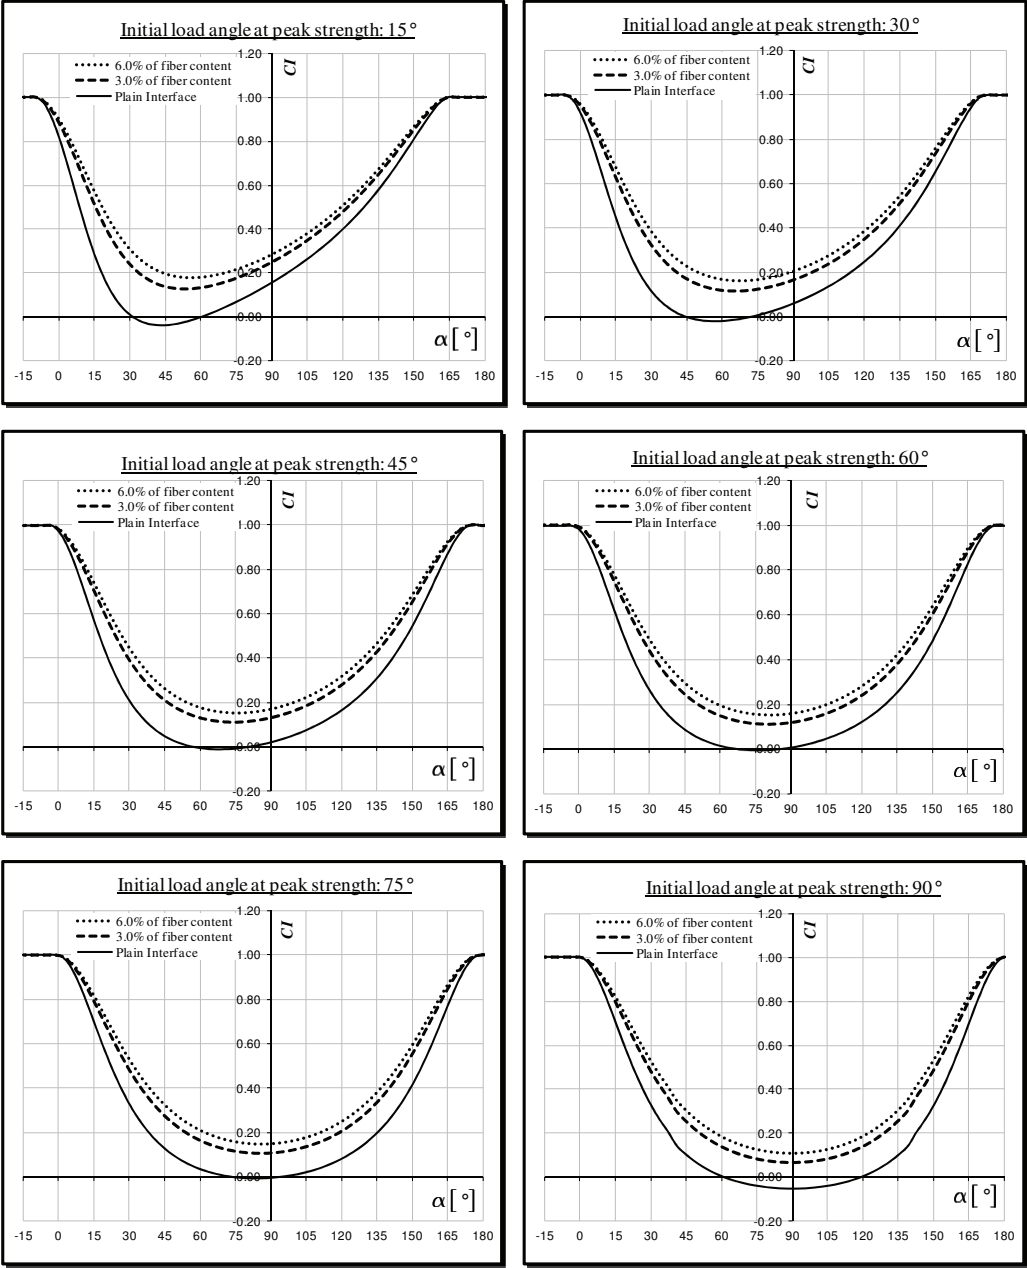 Initial load angle at peak strength: 15°
1.20
CI
6.0% of fiber content
3.0% of fiber content
Plain Interface
1.00
0.80
0.60
0.40
0.20
0.00
α[°]
-0.20
-15 0 15 30 45 60 75 90 105 120 135 150 165 180
Initial load angle at peak strength: 30°
1.20
CI
6.0% of fiber content
3.0% of fiber content
Plain Interface
1.00
0.80
0.60
0.40
0.20
0.00
α[°]
-0.20
-15 0 15 30 45 60 75 90 105 120 135 150 165 180
Initial load angle at peak strength: 45°
1.20
CI
6.0% of fiber content
3.0% of fiber content
Plain Interface
1.00
0.80
0.60
0.40
0.20
0.00
α[°]
-0.20
-15 0 15 30 45 60 75 90 105 120 135 150 165 180
Initial load angle at peak strength: 60°
1.20
CI
6.0% of fiber content
3.0% of fiber content
Plain Interface
1.00
0.80
0.60
0.40
0.20
0.00
α[°]
-0.20
-15 0 15 30 45 60 75 90 105 120 135 150 165 180
Initial load angle at peak strength: 75°
1.20
CI
6.0% of fiber content
3.0% of fiber content
Plain Interface
1.00
0.80
0.60
0.40
0.20
0.00
α[°]
-0.20
-15 0 15 30 45 60 75 90 105 120 135 150 165 180
Initial load angle at peak strength: 90°
1.20
CI
6.0% of fiber content
3.0% of fiber content
Plain Interface
1.00
0.80
0.60
0.40
0.20
0.00
α[°]
-0.20
-15 0 15 30 45 60 75 90 105 120 135 150 165 180